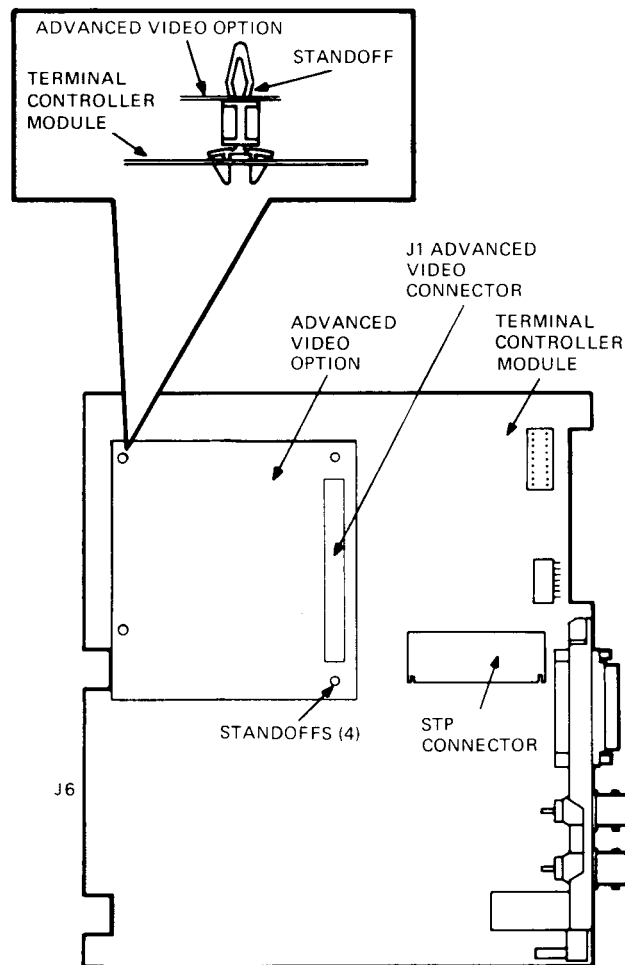 ADVANCED VIDEO OPTION
STANDOFF
TERMINAL
CONTROLLER
MODULE
J1 ADVANCED
VIDEO
CONNECTOR
ADVANCED
VIDEO
OPTION
TERMINAL
CONTROLLER
MODULE
STANDOFFS (4)
STP
CONNECTOR
J6